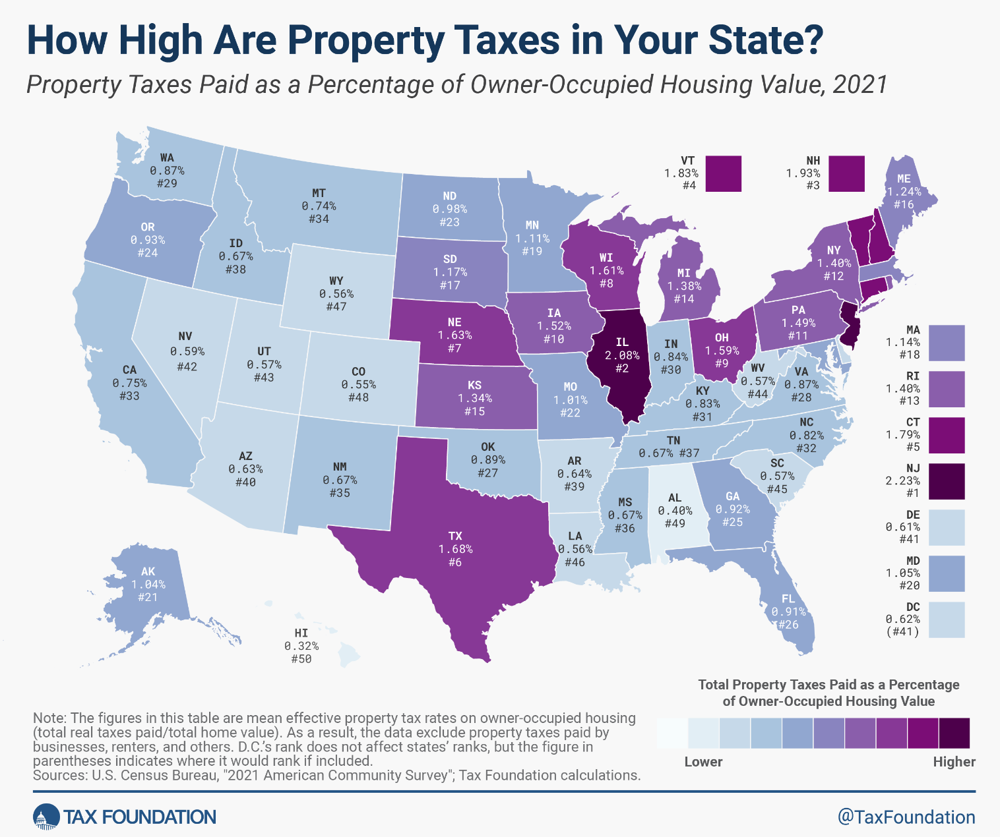 How High Are Property Taxes in Your State?
Property Taxes Paid as a Percentage of Owner-Occupied Housing Value, 2021
WA
0.87%
#29
MT
0.74%
#34
ND
0.98%
#23
MN
1.11%
#19
VT
1.83%
#4
NH
1.93%
#3
ME
1.24%
#16
OR
0.93%
#24
ID
0.67%
#38
WY
0.56%
#47
SD
1.17%
#17
WI
1.61%
#8
MI
1.38%
#14
NY
1.40%
#12
NV
0.59%
#42
UT
0.57%
#43
CA
0.75%
#33
CO
0.55%
#48
NE
1.63%
#7
IA
1.52%
#10
IL
2.08%
#2
IN
0.84%
#30
OH
1.59%
#9
PA
1.49%
#11
KS
1.34%
#15
MO
1.01%
#22
KY
0.83%
#31
WV
0.57%
#44
VA
0.87%
#28
MA
1.14%
#18
RI
1.40%
#13
CT
1.79%
#5
NJ
2.23%
#1
DE
0.61%
#41
MD
1.05%
#20
DC
0.62%
(#41)
AZ
0.63%
#40
NM
0.67%
#35
OK
0.89%
#27
AR
0.64%
#39
TN
0.67% #37
NC
0.82%
#32
SC
0.57%
#45
TX
1.68%
#6
LA
0.56%
#46
MS
0.67%
#36
AL
0.40%
#49
GA
0.92%
#25
FL
0.91%
#26
AK
1.04%
#21
HI
0.32%
#50
Total Property Taxes Paid as a Percentage
of Owner-Occupied Housing Value
Lower
Higher
Note: The figures in this table are mean effective property tax rates on owner-occupied housing
(total real taxes paid/total home value). As a result, the data exclude property taxes paid by
businesses, renters, and others. D.C.'s rank does not affect states' ranks, but the figure in
parentheses indicates where it would rank if included.
Sources: U.S. Census Bureau, "2021 American Community Survey"; Tax Foundation calculations.
TAX FOUNDATION
@TaxFoundation